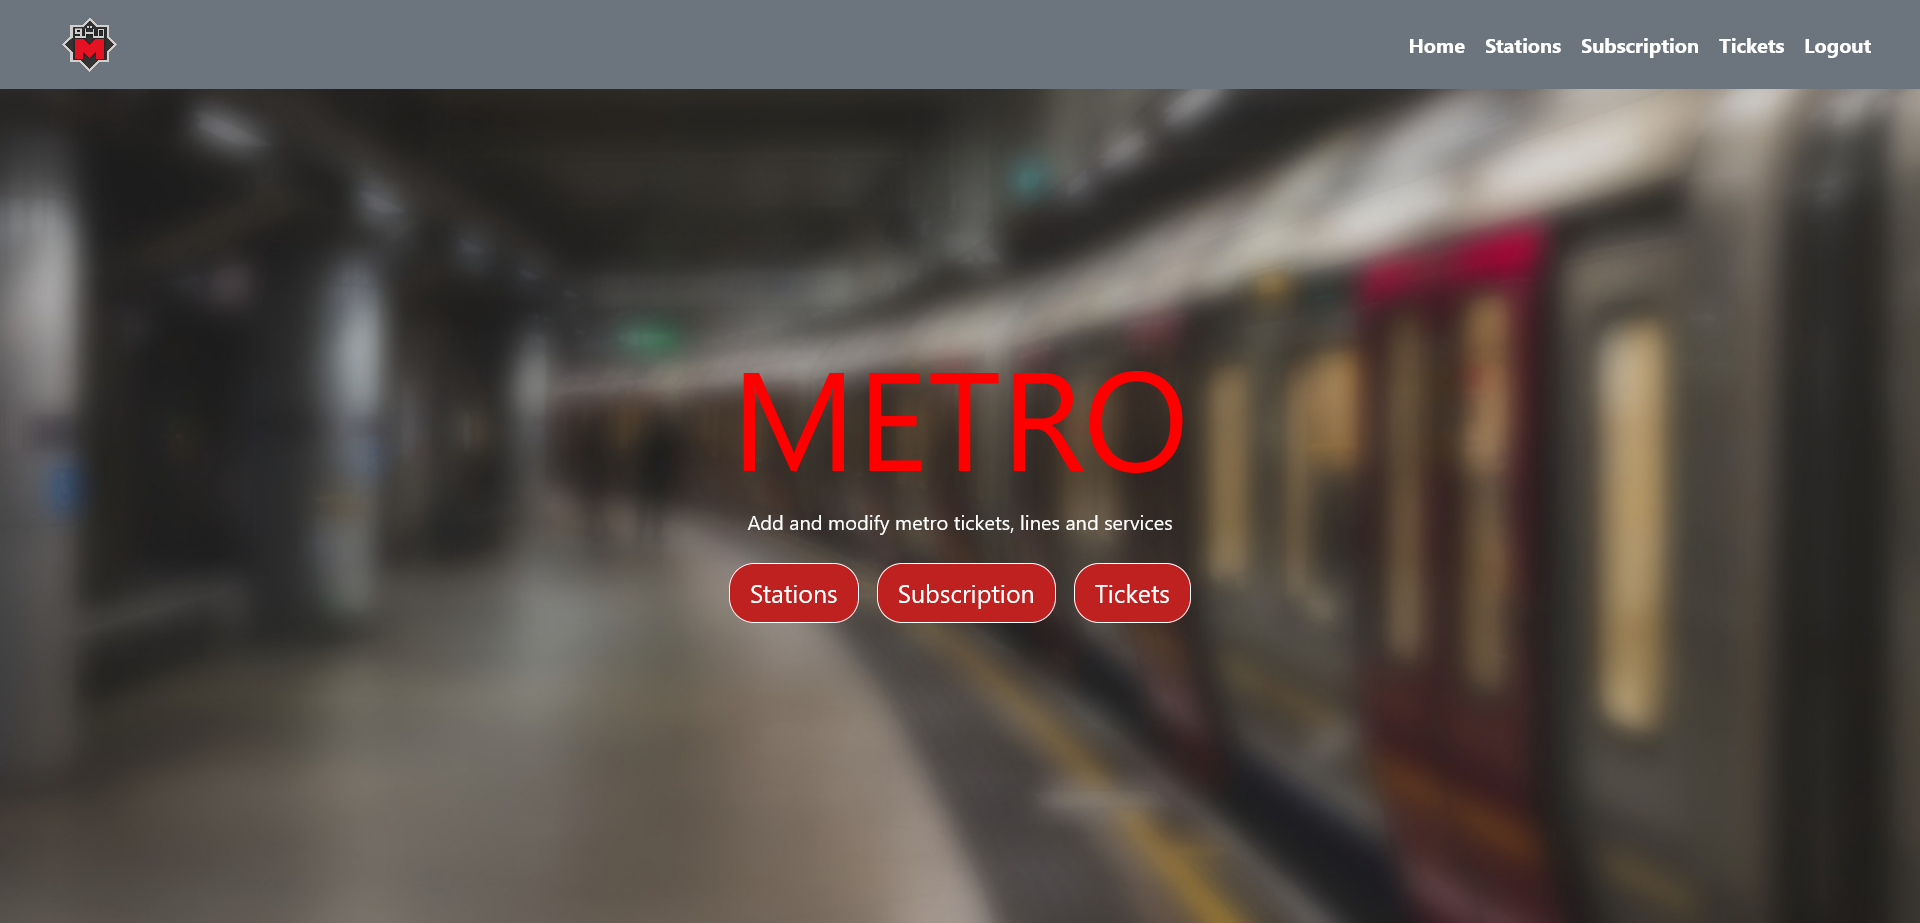 Home Stations Subscription Tickets Logout
METRO
Add and modify metro tickets, lines and services
Stations Subscription Tickets